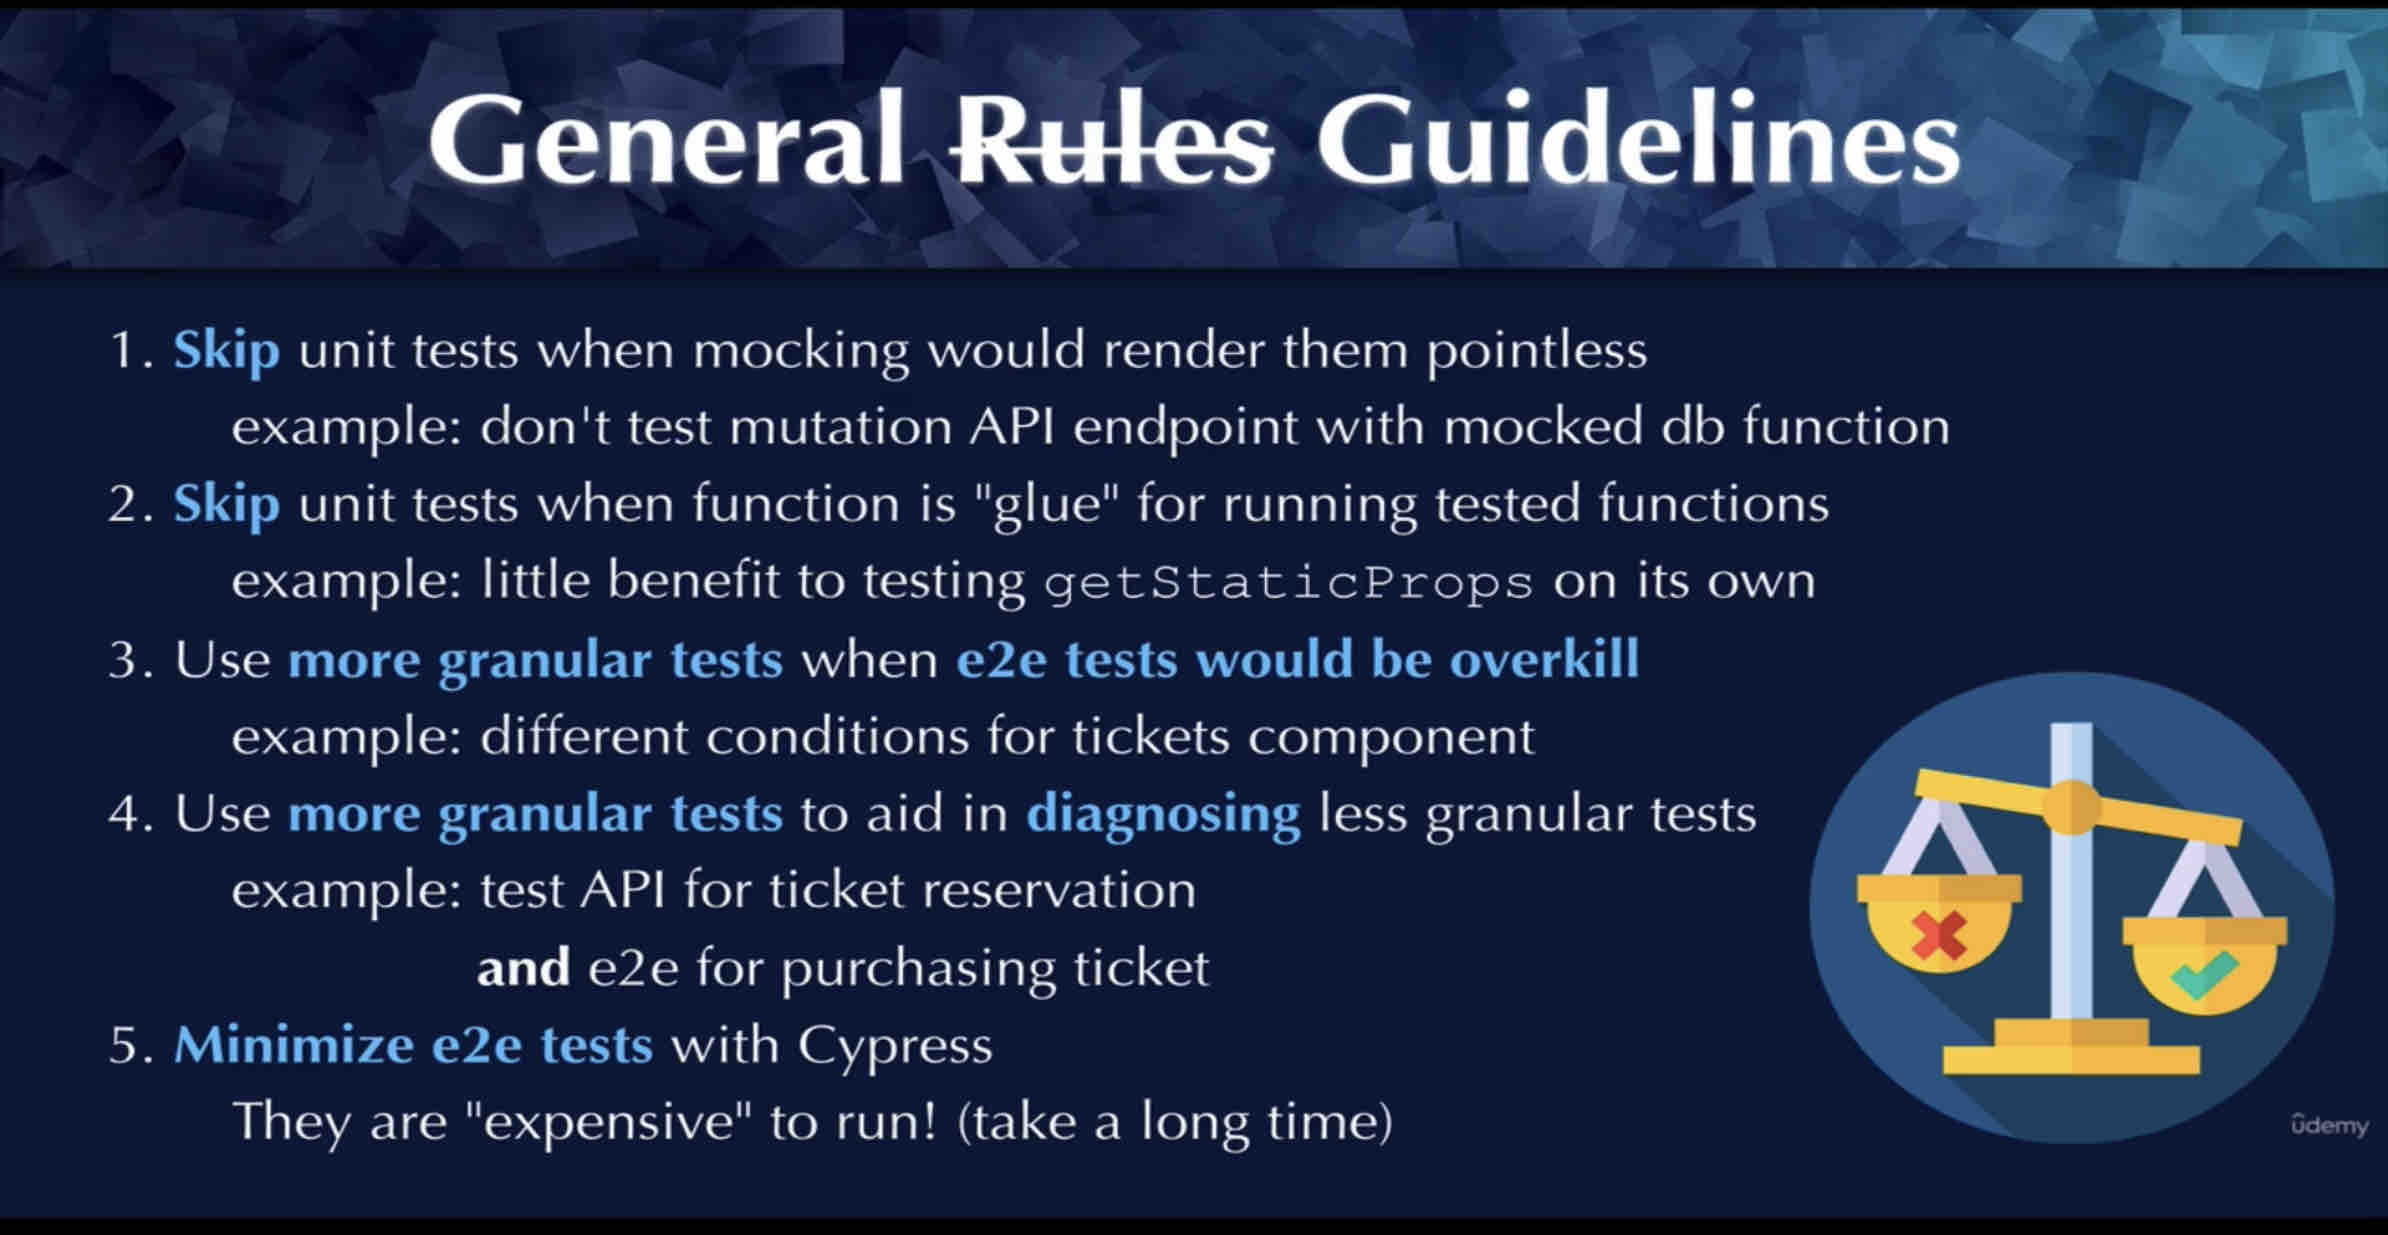 General Rules Guidelines
1. Skip unit tests when mocking would render them pointless
example: don't test mutation API endpoint with mocked db function
2. Skip unit tests when function is "glue" for running tested functions
example: little benefit to testing getStaticProps on its own
3. Use more granular tests when e2e tests would be overkill
example: different conditions for tickets component
4. Use more granular tests to aid in diagnosing less granular tests
example: test API for ticket reservation
and e2e for purchasing ticket
5. Minimize e2e tests with Cypress
They are "expensive" to run! (take a long time)
ûdemy